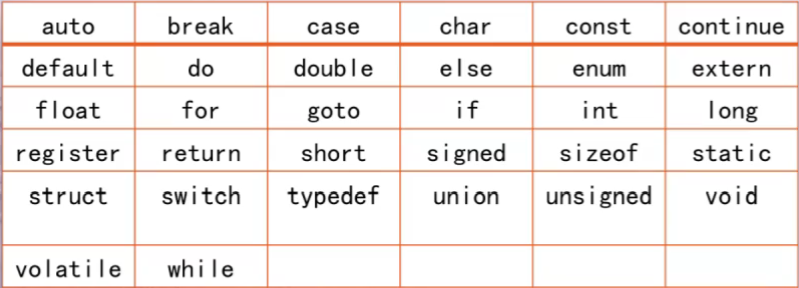 auto break case char const continue
default do double else enum extern
float for goto if int long
register return short signed sizeof static
struct switch typedef union unsigned void
volatile while